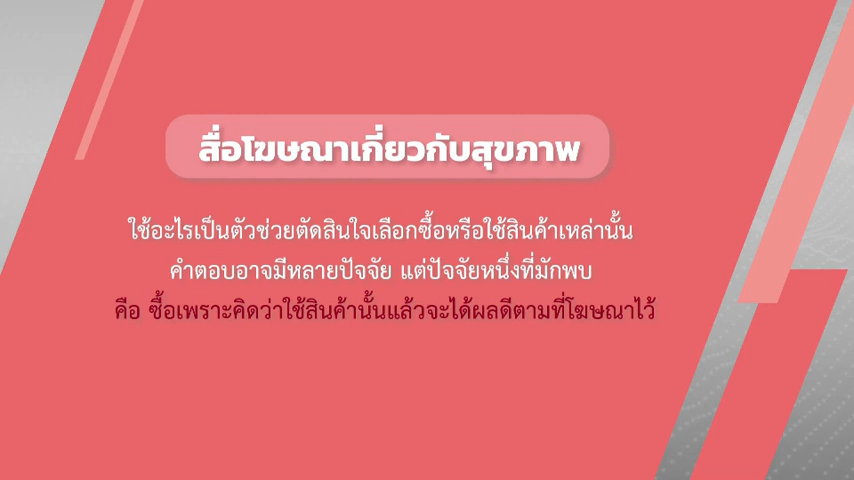 สื่อโฆษณาเกี่ยวกับสุขภาพ
ใช้อะไรเป็นตัวช่วยตัดสินใจเลือกซื้อหรือใช้สินค้าเหล่านั้น
คำตอบอาจมีหลายปัจจัย แต่ปัจจัยหนึ่งที่มักพบ
คือ ซื้อเพราะคิดว่าใช้สินค้านั้นแล้วจะได้ผลดีตามที่โฆษณาไว้